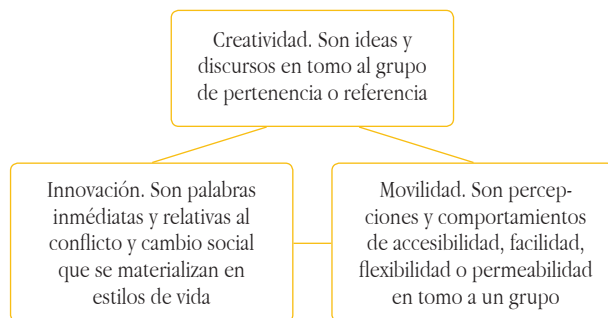 Creatividad. Son ideas y
discursos en tomo al grupo
de pertenencia o referencia
Innovación. Son palabras
inmédiatas y relativas al
conflicto y cambio social
que se materializan en
estilos de vida
Movilidad. Son percep-
ciones y comportamientos
de accesibilidad, facilidad,
flexibilidad o permeabilidad
en tomo a un grupo